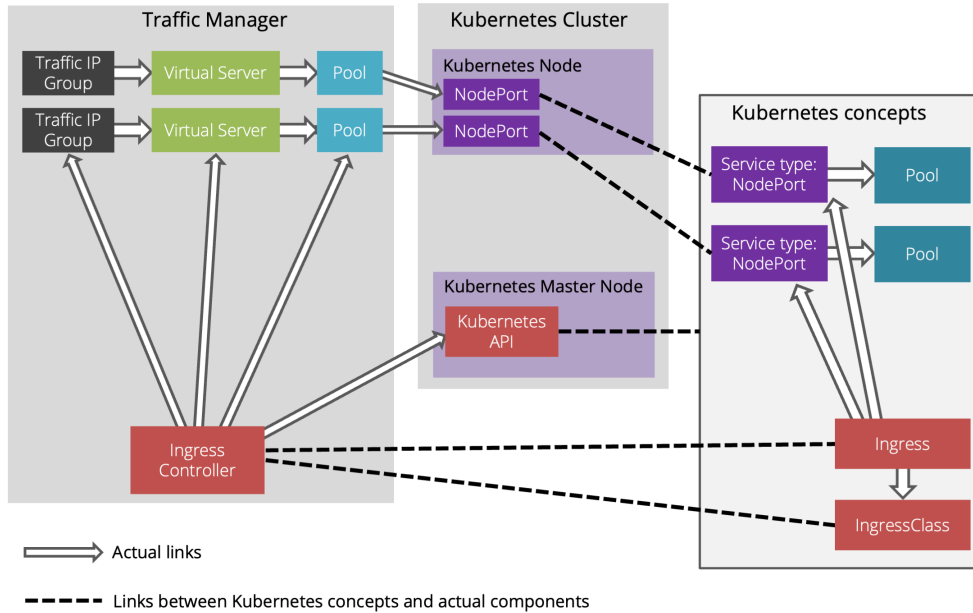 Traffic Manager
Traffic IP
Group
Virtual Server
Pool
Traffic IP
Group
Virtual Server
Pool
Ingress
Controller
Kubernetes Cluster
Kubernetes Node
NodePort
NodePort
Kubernetes Master Node
Kubernetes
API
Kubernetes concepts
Service type:
NodePort
Pool
Service type:
NodePort
Pool
Ingress
IngressClass
Actual links
Links between Kubernetes concepts and actual components